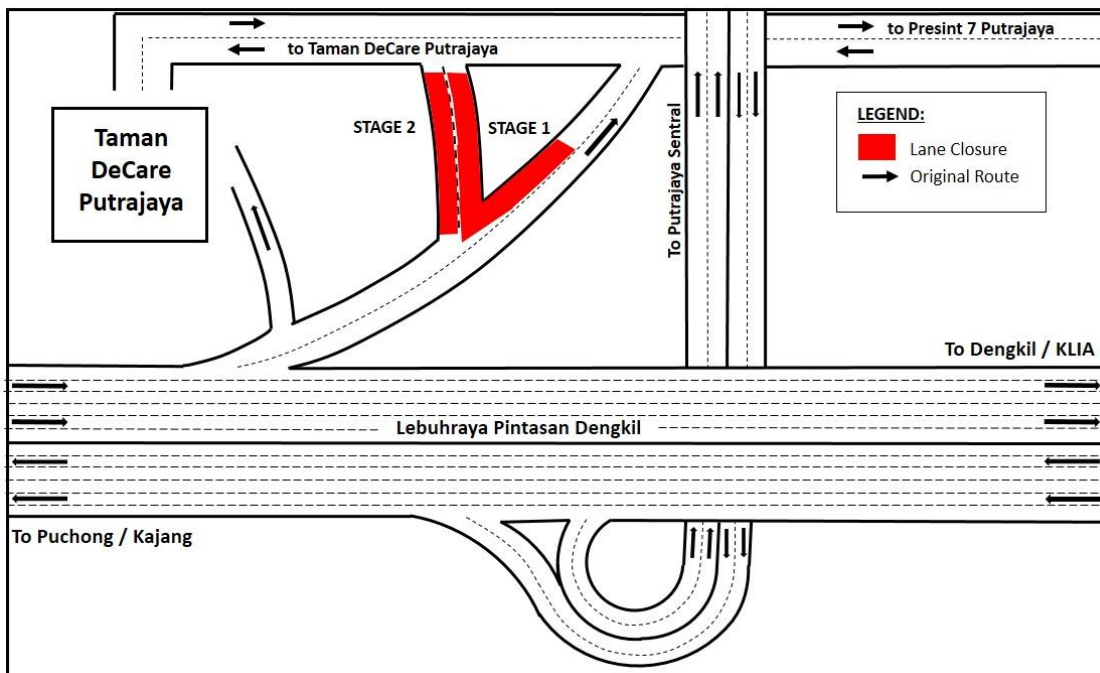 to Presint 7 Putrajaya
to Taman DeCare Putrajaya
Taman
DeCare
Putrajaya
STAGE 2
STAGE 1
To Putrajaya Sentral
LEGEND:
Lane Closure
Original Route
To Dengkil / KLIA
Lebuhraya Pintasan Dengkil
To Puchong / Kajang